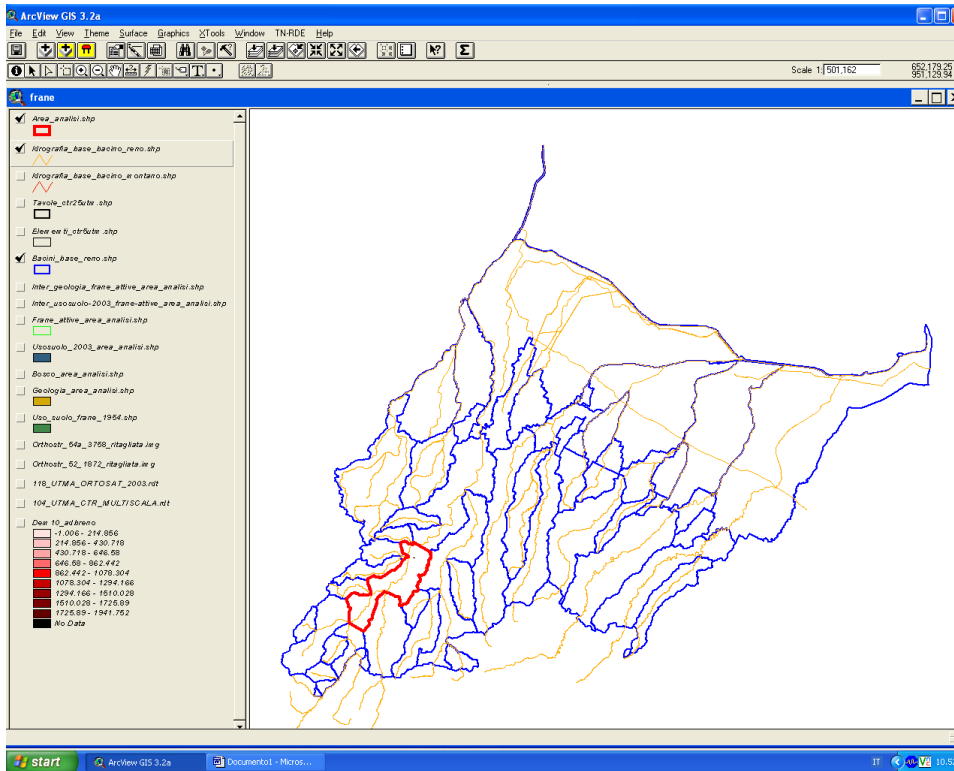 ArcView GIS 3.2a
File Edit View Theme Surface Graphics XTools Window TN-RDE Help
Scale 1: 501,162
652,179.25
951,129.94
frane
Area_analisi.shp
Idrografia_base_bacino_reno.shp
Idrografia_base_bacino_montano.shp
Tavole_ctr25utm.shp
Elementi_ctr5utm.shp
Bacini_base_reno.shp
Inter_geologia_frane_attive_area_analisi.shp
Inter_usosuolo-2003_frane-attive_area_analisi.shp
Frane_attive_area_analisi.shp
Usosuolo_2003_area_analisi.shp
Bosco_area_analisi.shp
Geologia_area_analisi.shp
Uso_suolo_frane_1954.shp
Orthostr_54a_3758_ritagliata.img
Orthostr_52_1872_ritagliata.img
118_UTMA_ORTOSAT_2003.rdt
104_UTMA_CTR_MULTISCALA.rdt
Dem10_adbreno
-1.006 - 214.856
214.856 - 430.718
430.718 - 646.58
646.58 - 862.442
862.442 - 1078.304
1078.304 - 1294.166
1294.166 - 1510.028
1510.028 - 1725.89
1725.89 - 1941.752
No Data
start ArcView GIS 3.2a Documento1 - Micros... IT